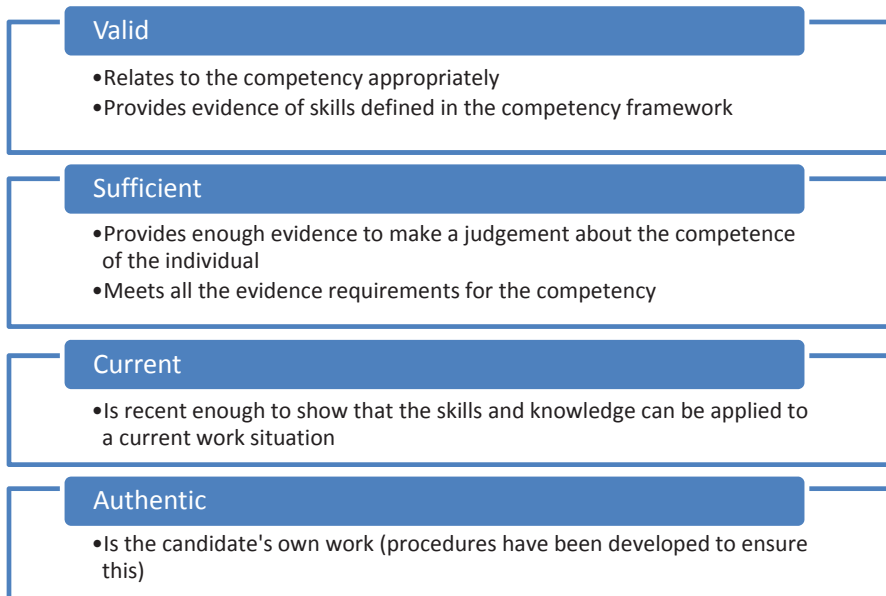 Valid
•Relates to the competency appropriately
•Provides evidence of skills defined in the competency framework
Sufficient
•Provides enough evidence to make a judgement about the competence
of the individual
•Meets all the evidence requirements for the competency
Current
•Is recent enough to show that the skills and knowledge can be applied to
a current work situation
Authentic
•Is the candidate's own work (procedures have been developed to ensure
this)